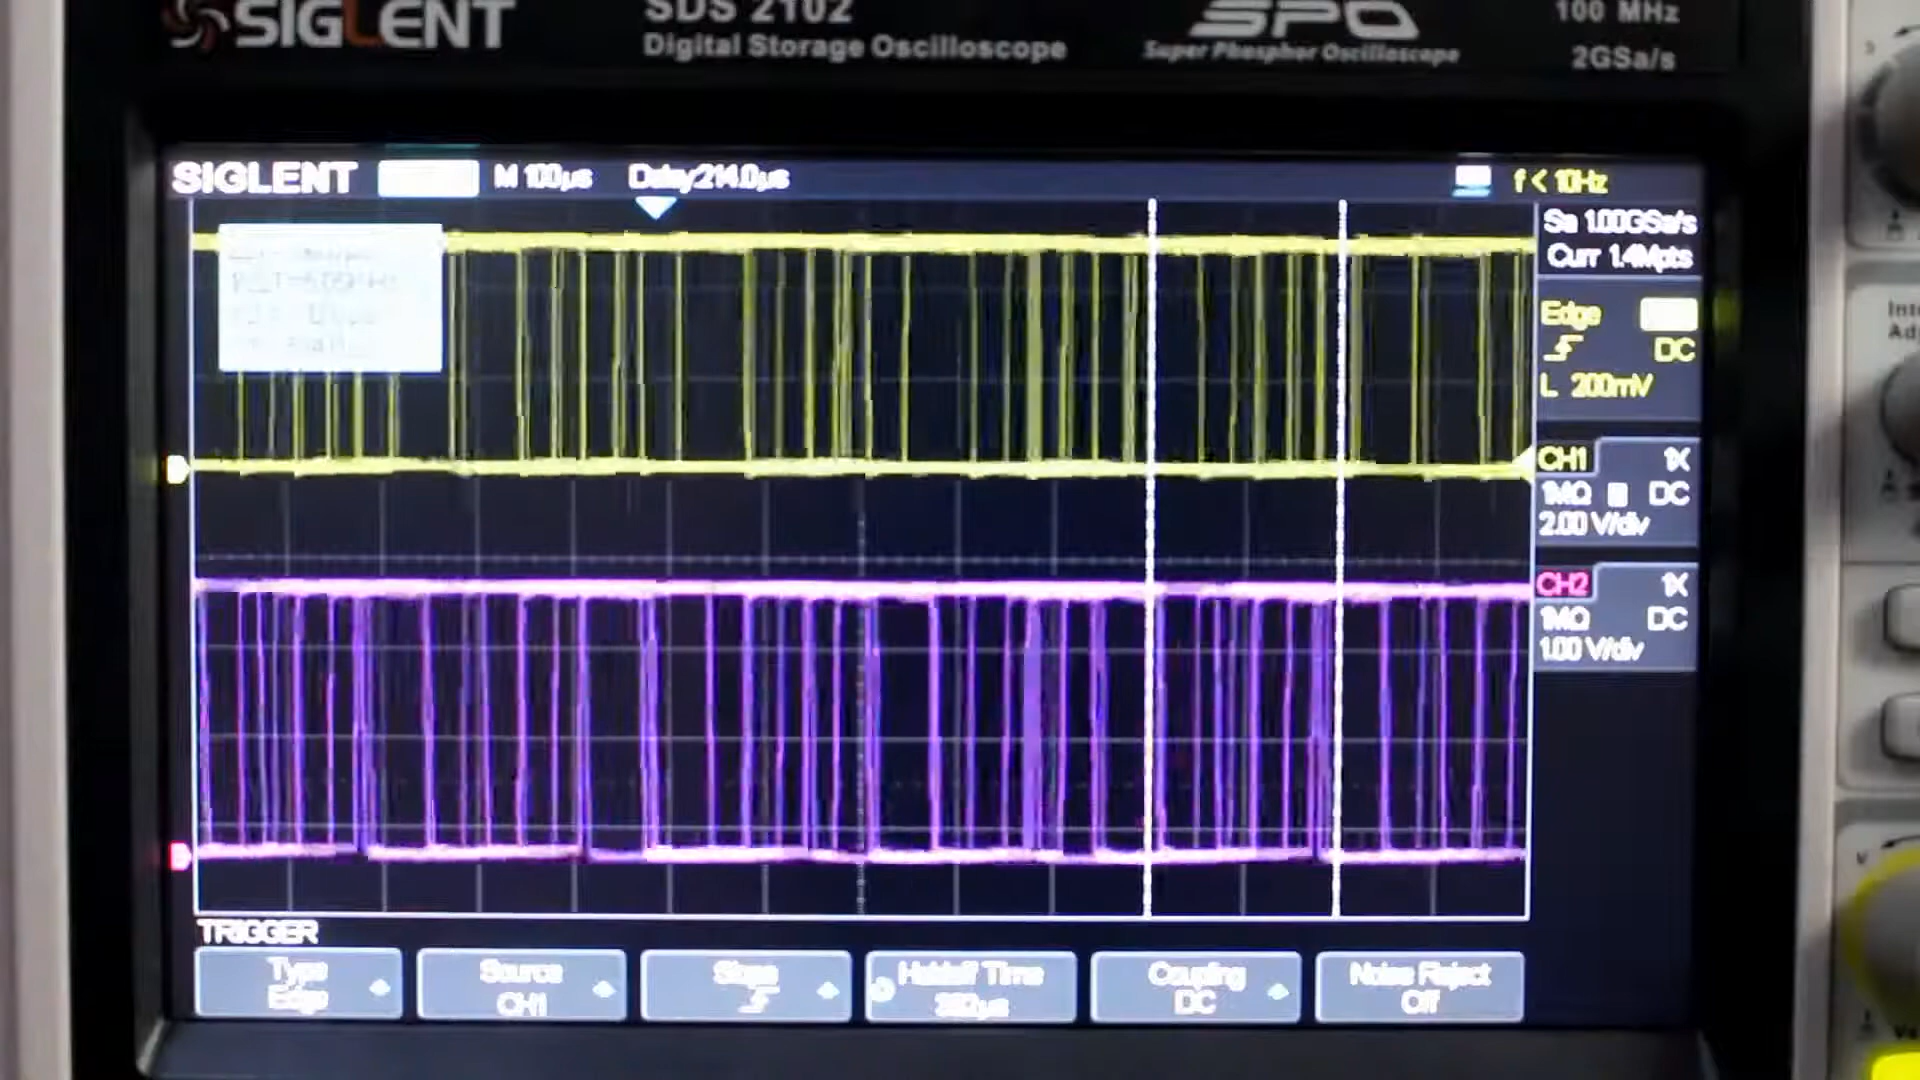 SIGLENT
SDS 2102
Digital Storage Oscilloscope
SPO
Super Phosphor Oscilloscope
100 MHz
2GSa/s
SIGLENT
M 100µs
Delay:214.0µs
f < 10Hz
Sa 1.00GSa/s
Curr 1.4Mpts
Edge
DC
L 200mV
CH1
1X
1MΩ
DC
2.00 V/div
CH2
1X
1MΩ
DC
1.00 V/div
TRIGGER
Type
Edge
Source
CH1
Slope
Holdoff Time
Coupling
DC
Noise Reject
Off